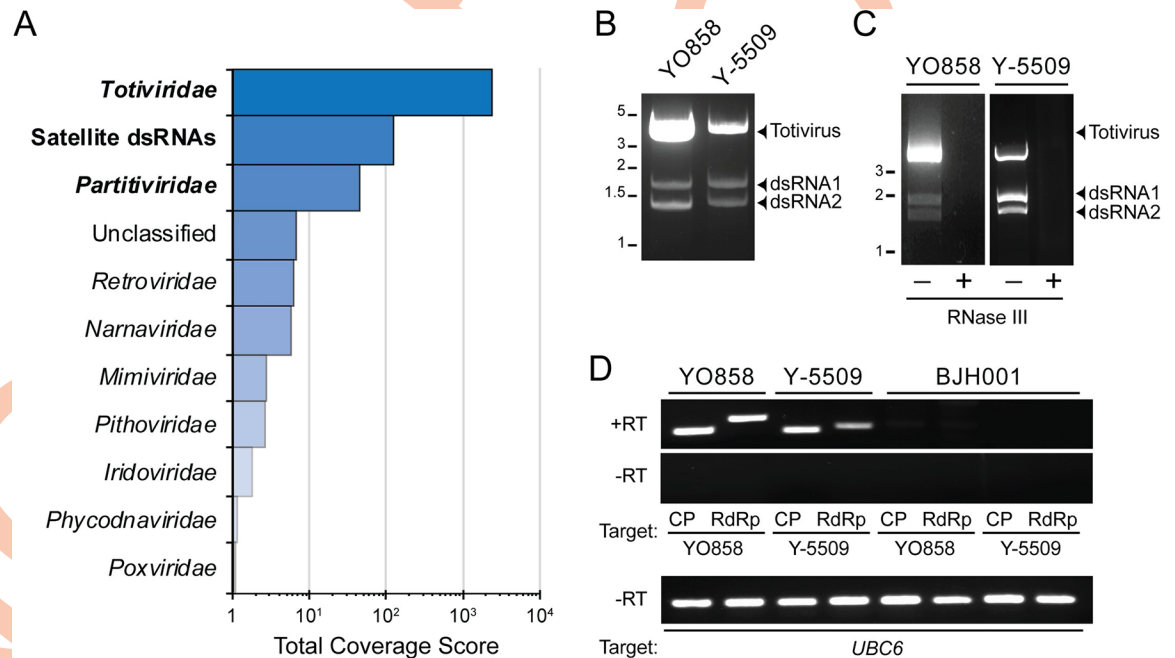 A
Totiviridae
Satellite dsRNAs
Partitiviridae
Unclassified
Retroviridae
Narnaviridae
Mimiviridae
Pithoviridae
Iridoviridae
Phycodnaviridae
Poxviridae
1 10¹ 10² 10³ 10⁴
Total Coverage Score
B
YO858 Y-5509
5
3
2
1.5
1
Totivirus
dsRNA1
dsRNA2
C
YO858 Y-5509
3
2
1
Totivirus
dsRNA1
dsRNA2
– + – +
RNase III
D
YO858 Y-5509 BJH001
+RT
-RT
Target: CP RdRp CP RdRp CP RdRp CP RdRp
YO858 Y-5509 YO858 Y-5509
-RT
Target: UBC6